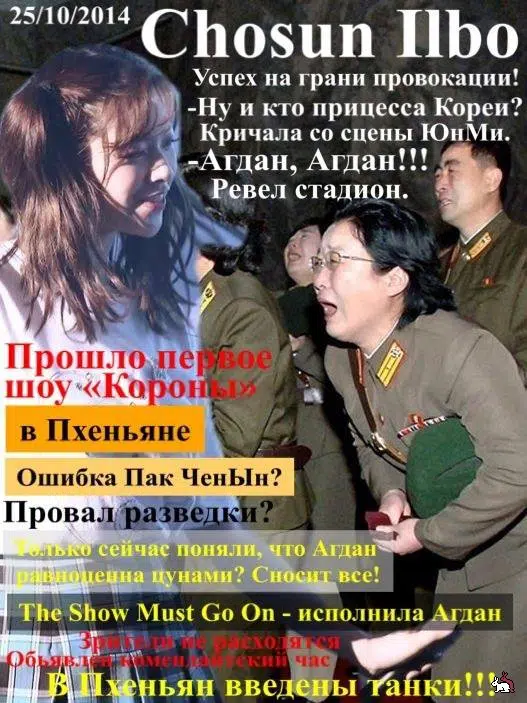 25/10/2014
Chosun Ilbo
Успех на грани провокации!
-Ну и кто прицесса Кореи?
Кричала со сцены ЮнМи.
-Агдан, Агдан!!!
Ревел стадион.
Прошло первое
шоу «Короны»
в Пхеньяне
Ошибка Пак ЧенЫн?
Провал разведки?
Только сейчас поняли, что Агдан
равноценна цунами? Сносит все!
The Show Must Go On - исполнила Агдан
Зрители не расходятся
Обьявлен комендантский час
В Пхеньян введены танки!!!